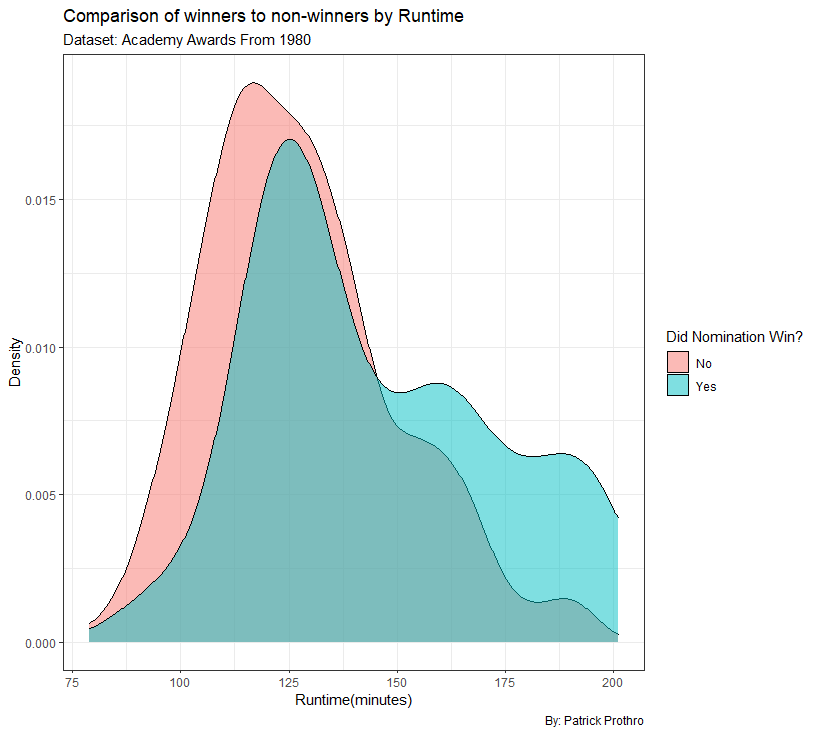 Comparison of winners to non-winners by Runtime
Dataset: Academy Awards From 1980
Density
0.015
0.010
0.005
0.000
75 100 125 150 175 200
Runtime(minutes)
Did Nomination Win?
No
Yes
By: Patrick Prothro